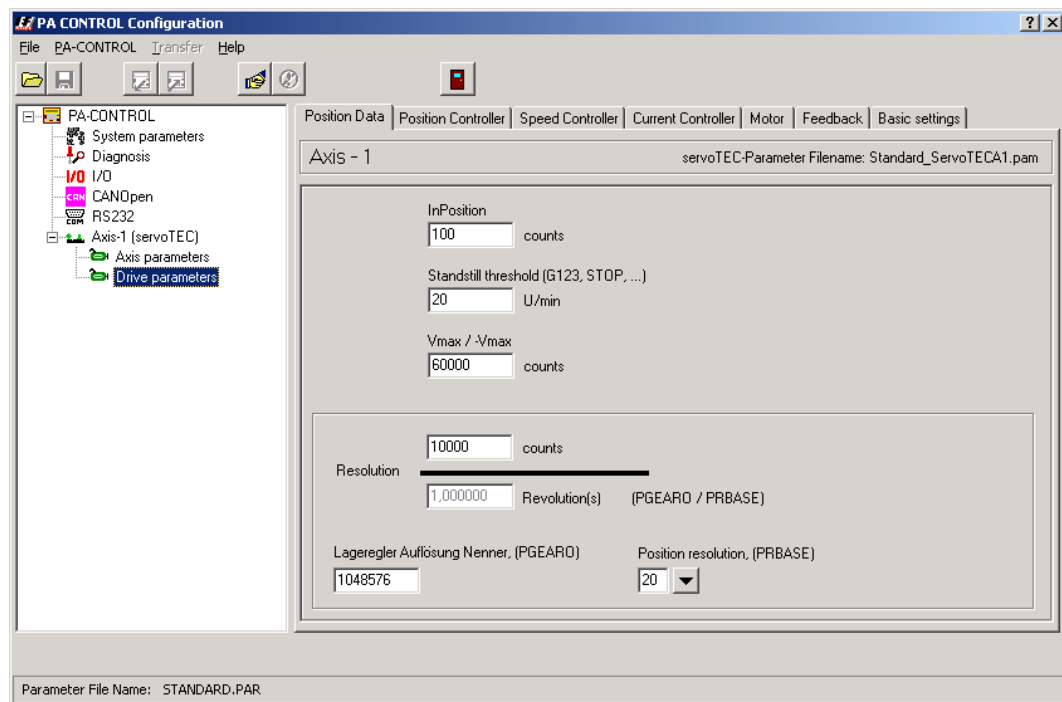 PA CONTROL Configuration
File PA-CONTROL Transfer Help
PA-CONTROL
System parameters
Diagnosis
I/O I/O
CAN CANOpen
COM RS232
Axis-1 (servoTEC)
Axis parameters
Drive parameters
Position Data Position Controller Speed Controller Current Controller Motor Feedback Basic settings
Axis - 1 servoTEC-Parameter Filename: Standard_ServoTECA1.pam
InPosition
100 counts
Standstill threshold (G123, STOP, ...)
20 U/min
Vmax / -Vmax
60000 counts
10000 counts
Resolution
1,000000 Revolution(s) (PGEARO / PRBASE)
Lageregler Auflösung Nenner, (PGEARO) Position resolution, (PRBASE)
1048576 20
Parameter File Name: STANDARD.PAR